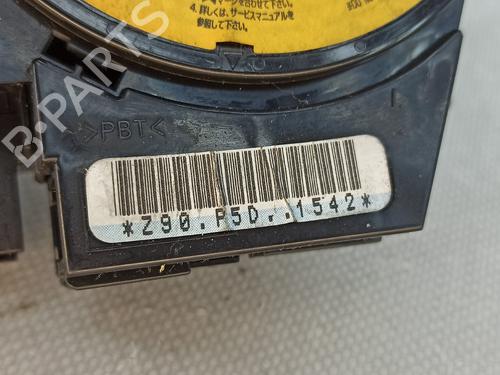 4. 詳しくは、サービスマニュアルを
参照して下さい。
>PBT<
*Z90.P5D..1542*
B-PARTS